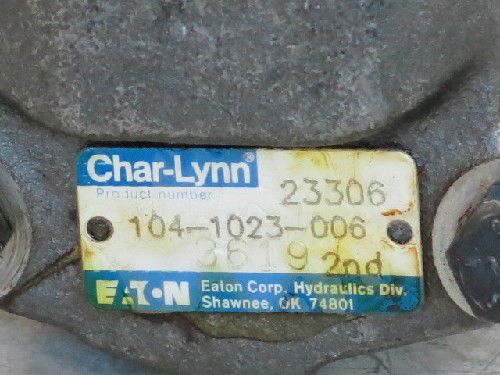 Char-Lynn®
Product number 23306
104-1023-006
3619 2nd
EATON Eaton Corp. Hydraulics Div.
Shawnee, OK 74801